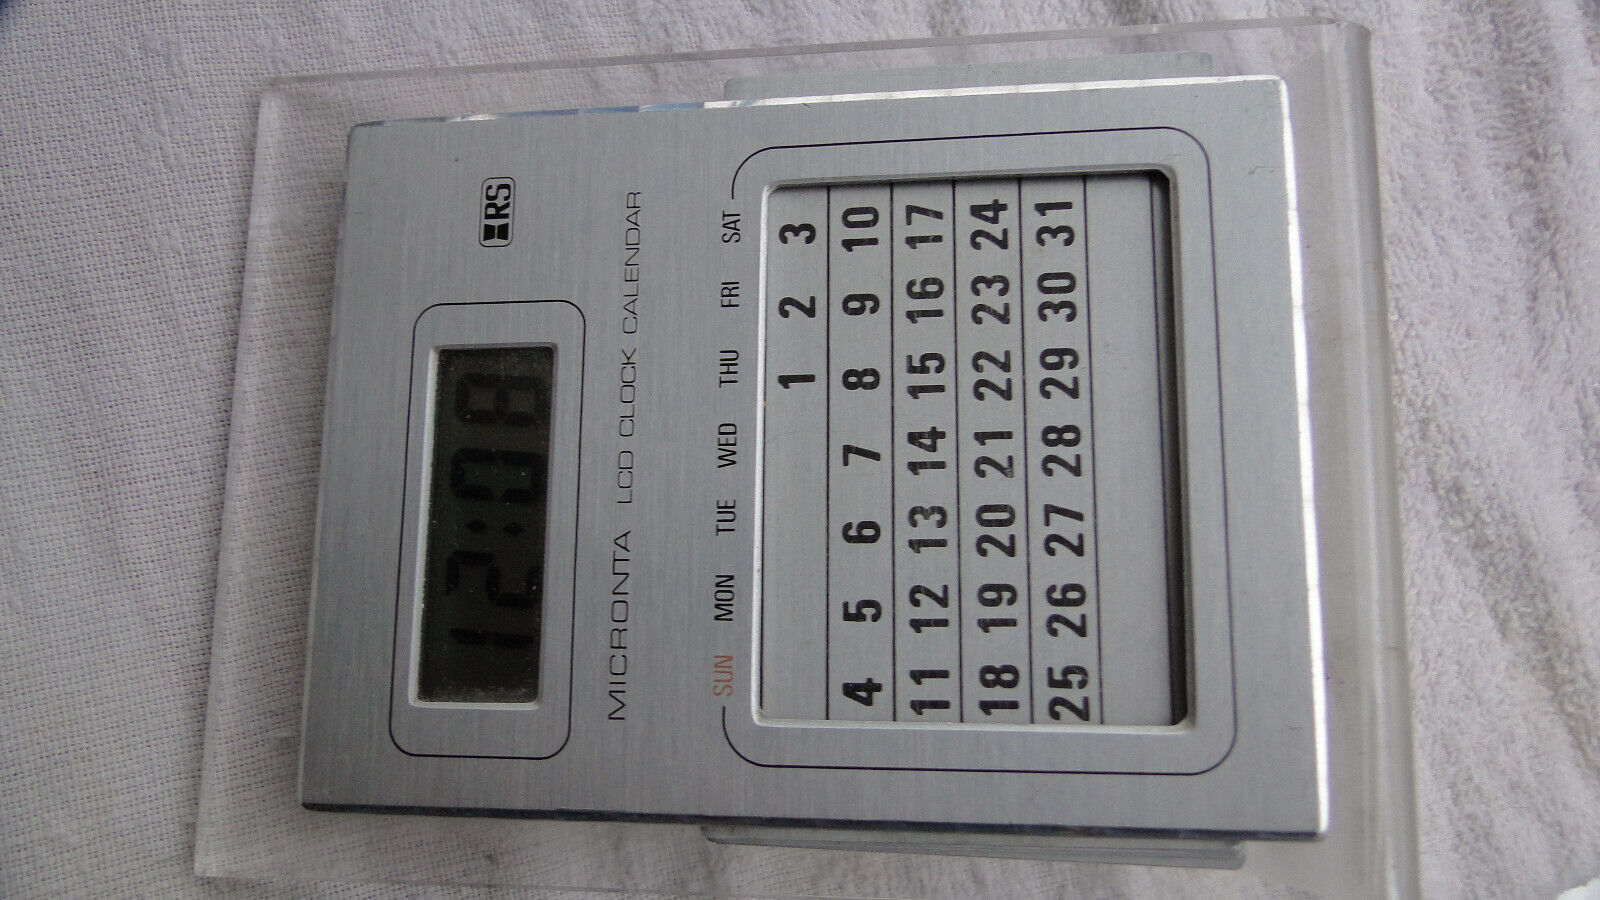 12:08
RS
MICRONTA LCD CLOCK CALENDAR
SUN MON TUE WED THU FRI SAT
1 2 3
4 5 6 7 8 9 10
11 12 13 14 15 16 17
18 19 20 21 22 23 24
25 26 27 28 29 30 31